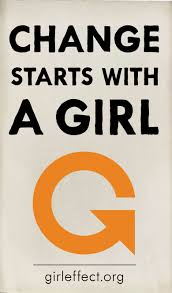 CHANGE
STARTS WITH
A GIRL
girleffect.org